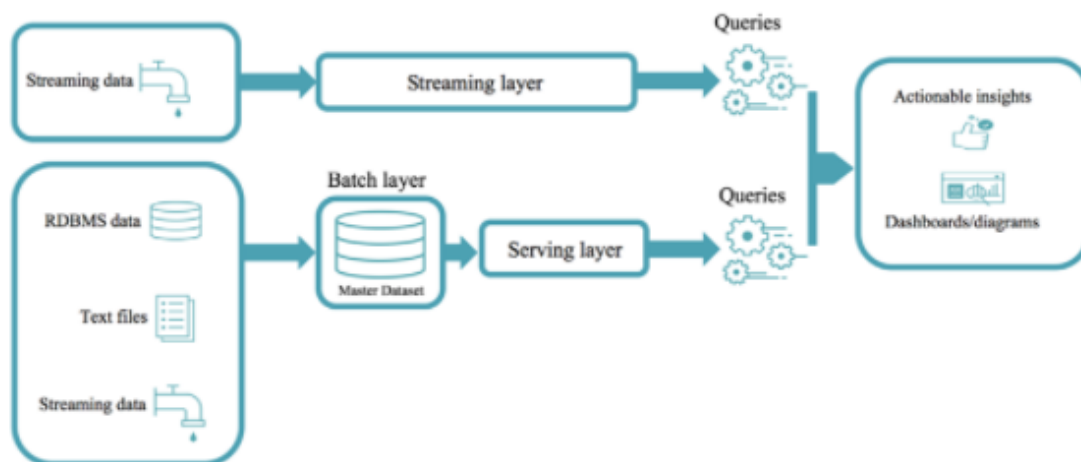 Queries
Streaming data
Streaming layer
Actionable insights
Batch layer
Queries
RDBMS data
Serving layer
Dashboards/diagrams
Master Dataset
Text files
Streaming data